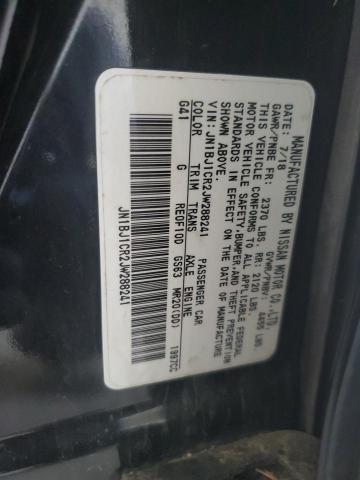 MANUFACTURED BY NISSAN MOTOR CO.,LTD.
DATE: 7/18 GVWR/PNBV: 4495 LBS.
GAWR/PNBE FR: 2370 LBS. RR: 2120 LBS.
THIS VEHICLE CONFORMS TO ALL APPLICABLE FEDERAL
MOTOR VEHICLE SAFETY,BUMPER,AND THEFT PREVENTION
STANDARDS IN EFFECT ON THE DATE OF MANUFACTURE
SHOWN ABOVE.
VIN:JN1BJ1CR2JW288241 PASSENGER CAR
COLOR TRIM TRANS AXLE ENGINE
G41 G RE0F10D GS63 MR20(DD) 1997CC
JN1BJ1CR2JW288241